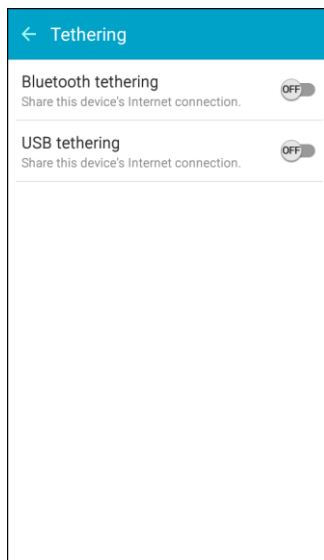 Tethering
Bluetooth tethering
Share this device's Internet connection.
OFF
USB tethering
Share this device's Internet connection.
OFF